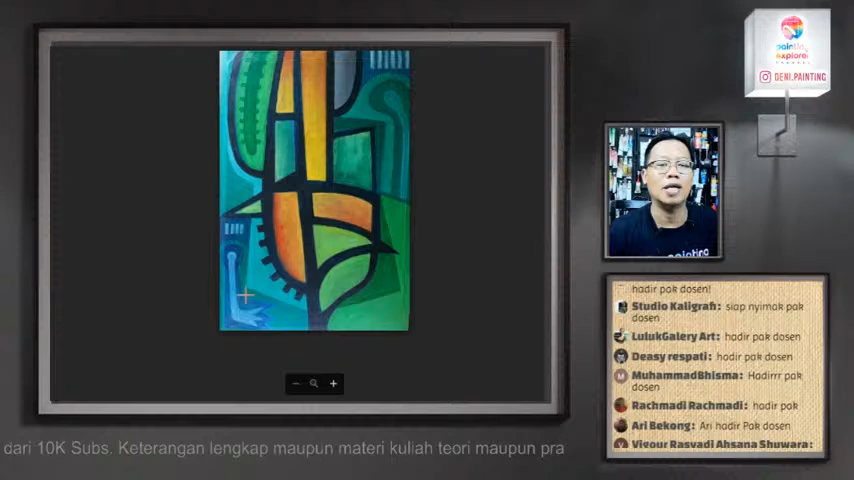 painting
explorer
CHANNEL
DENI.PAINTING
painting
hadir pak dosen!
Studio Kaligrafi: siap nyimak pak
dosen
LulukGalery Art: hadir pak dosen
Deasy respati: hadir pak dosen
M MuhammadBhisma: Hadirrr pak
dosen
Rachmadi Rachmadi: hadir pak
Ari Bekong: Ari hadir Pak dosen
Vigour Rasyadi Ahsana Shuwara:
dari 10K Subs. Keterangan lengkap maupun materi kuliah teori maupun pra